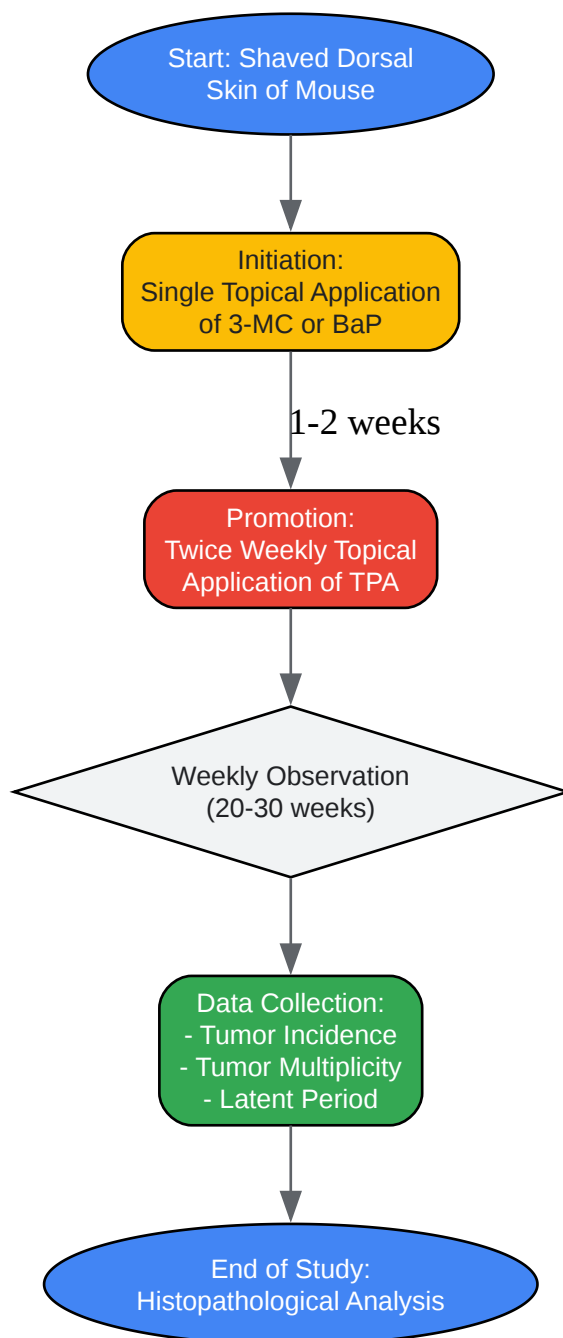 Start: Shaved Dorsal
Skin of Mouse
Initiation:
Single Topical Application
of 3-MC or BaP
1-2 weeks
Promotion:
Twice Weekly Topical
Application of TPA
Weekly Observation
(20-30 weeks)
Data Collection:
- Tumor Incidence
- Tumor Multiplicity
- Latent Period
End of Study:
Histopathological Analysis